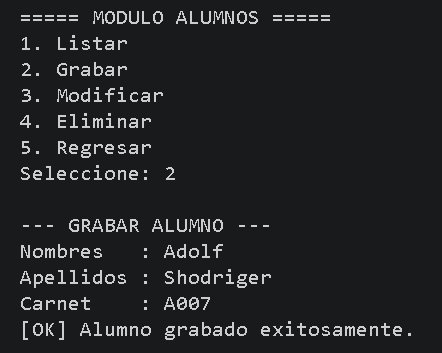 ===== MODULO ALUMNOS =====
1. Listar
2. Grabar
3. Modificar
4. Eliminar
5. Regresar
Seleccione: 2
--- GRABAR ALUMNO ---
Nombres   : Adolf
Apellidos : Shodriger
Carnet    : A007
[OK] Alumno grabado exitosamente.